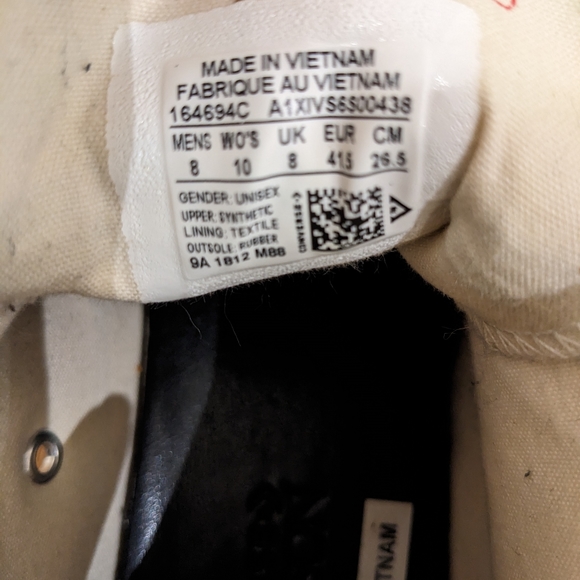 MADE IN VIETNAM
FABRIQUE AU VIETNAM
164694C A1XIVS6S00438
MENS WO'S UK EUR CM
8 10 8 41.5 26.5
GENDER: UNISEX
UPPER: SYNTHETIC
LINING: TEXTILE
OUTSOLE: RUBBER
9A 1812 M88
TNAM